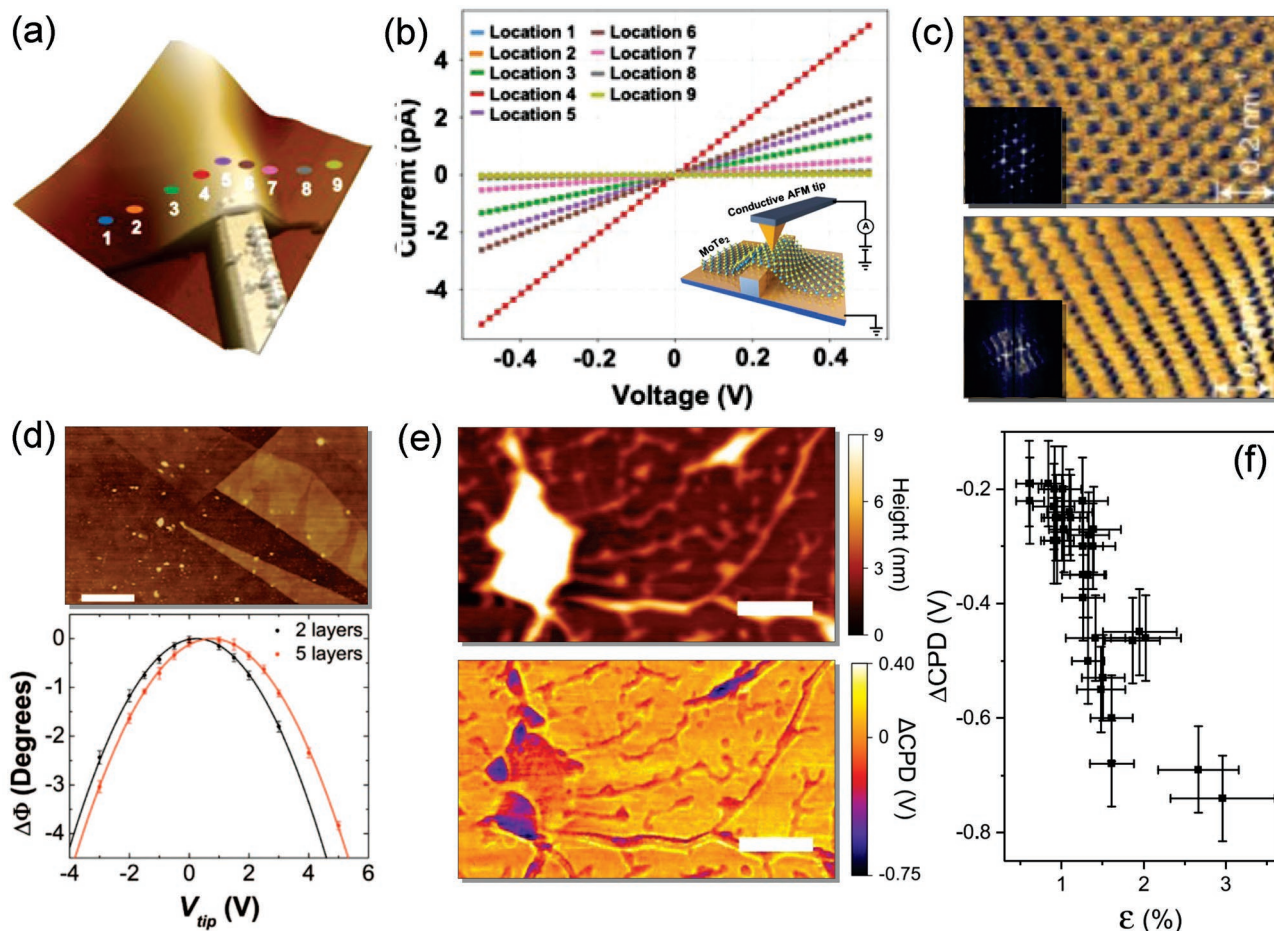 (a)
1
2
3
4
5
6
7
8
9
(b)
Location 1
Location 2
Location 3
Location 4
Location 5
Location 6
Location 7
Location 8
Location 9
Current (pA)
4
2
0
-2
-4
-0.4
-0.2
0
0.2
0.4
Voltage (V)
Conductive AFM tip
MoTe2
A
(c)
0.2 nm
(d)
2 layers
5 layers
ΔΦ (Degrees)
0
-1
-2
-3
-4
-4
-2
0
2
4
6
Vtip (V)
(e)
9
6
3
0
Height (nm)
0.40
0
-0.75
ΔCPD (V)
(f)
ΔCPD (V)
-0.2
-0.4
-0.6
-0.8
1
2
3
ε (%)